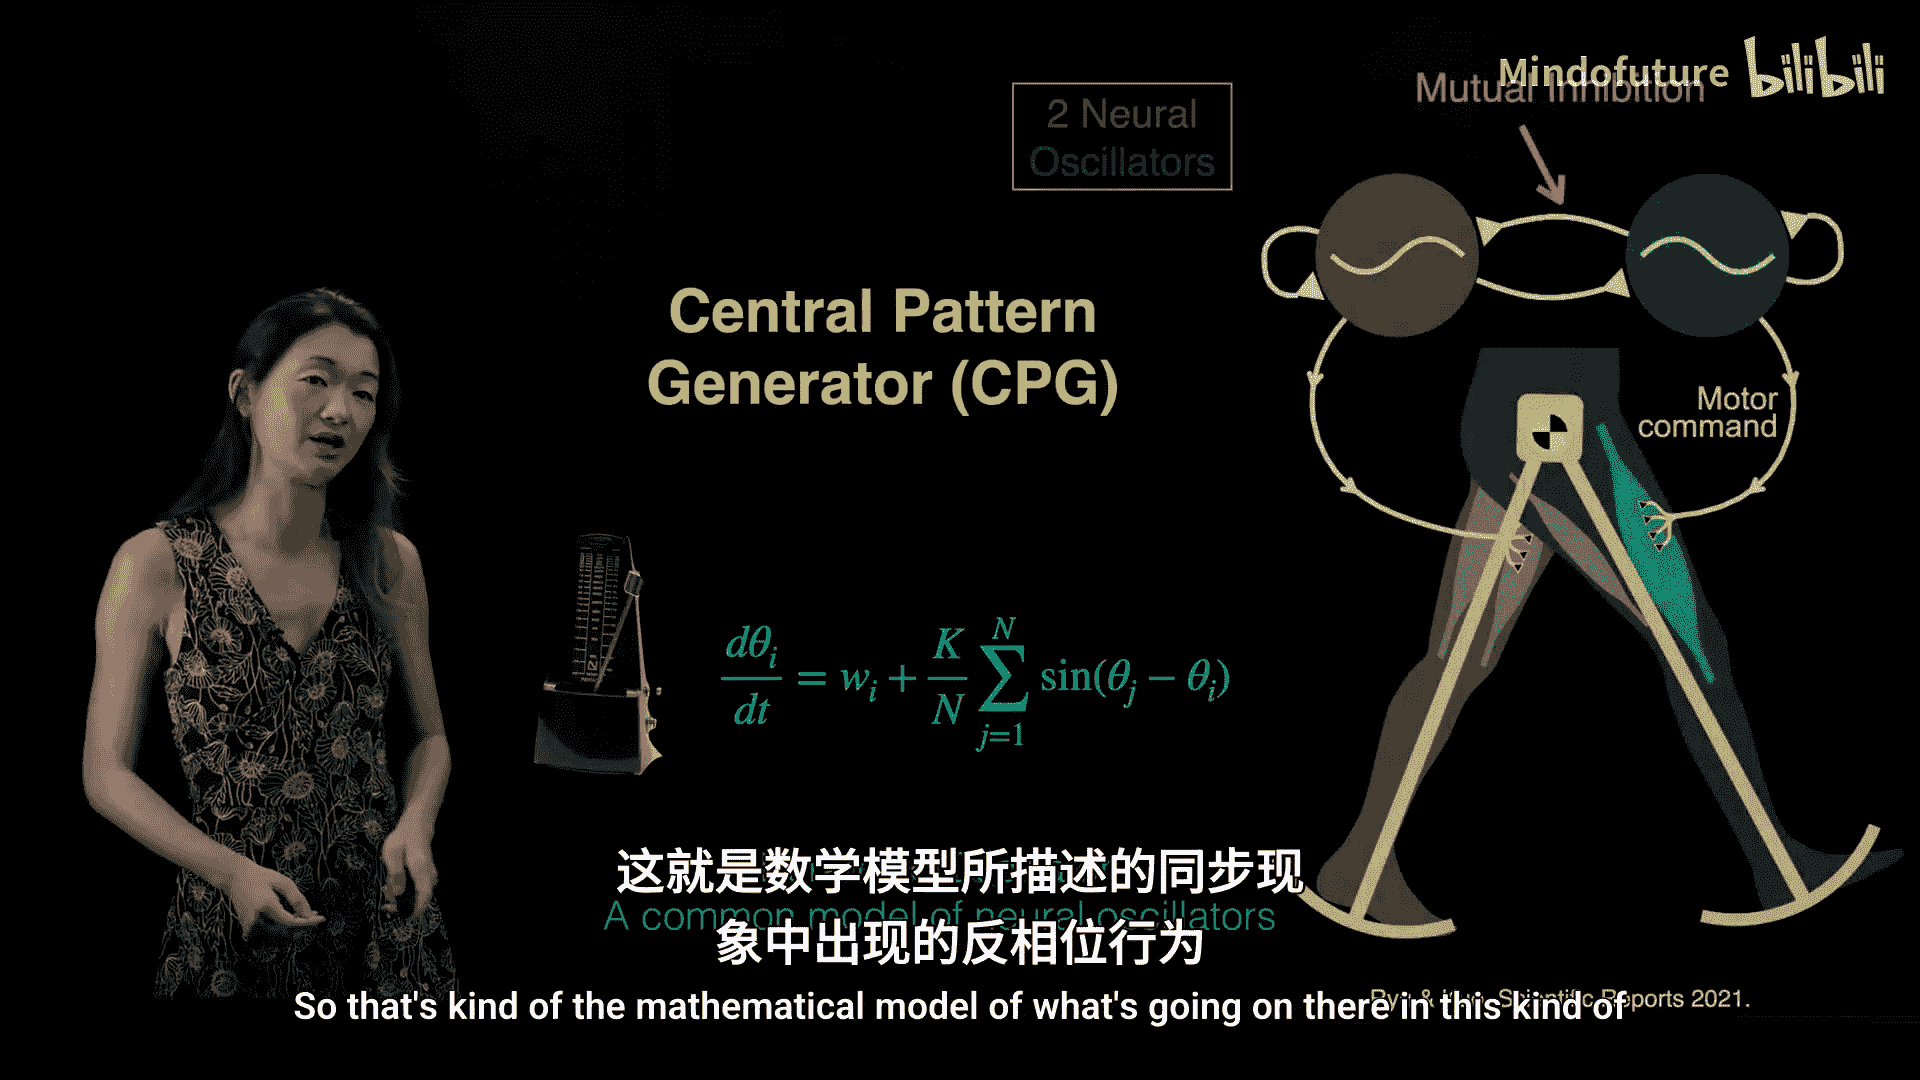 Mindofuture bilibili
Mutual Inhibition
2 Neural
Oscillators
Central Pattern
Generator (CPG)
Motor
command
dθᵢ/dt = wᵢ + K/N ∑ⱼ₌₁ᴺ sin(θⱼ − θᵢ)
A common model of neural oscillators
这就是数学模型所描述的同步现
象中出现的反相位行为
Scientific Reports 2021.
So that's kind of the mathematical model of what's going on there in this kind of